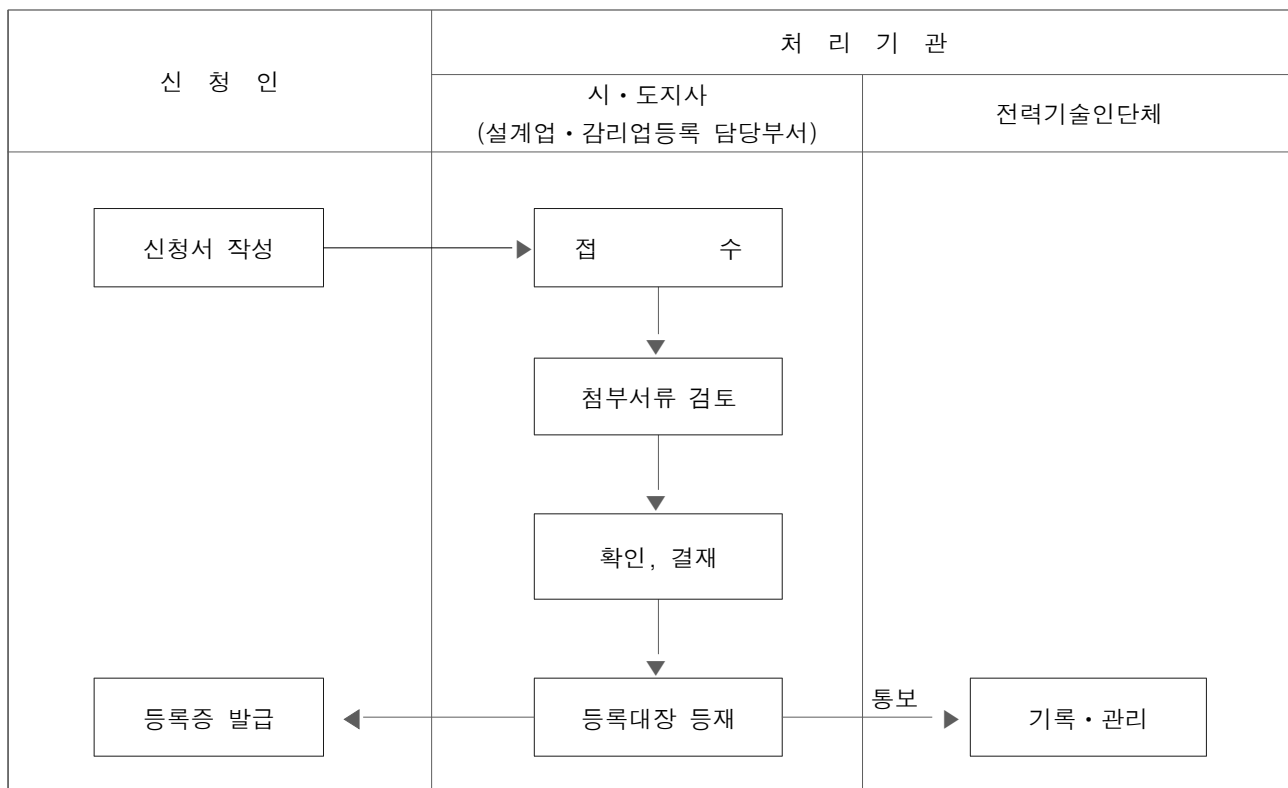 신 청 인
처 리 기 관
시・도지사
(설계업・감리업등록 담당부서)
전력기술인단체
신청서 작성
접 수
첨부서류 검토
확인, 결재
등록증 발급
등록대장 등재
통보
기록・관리